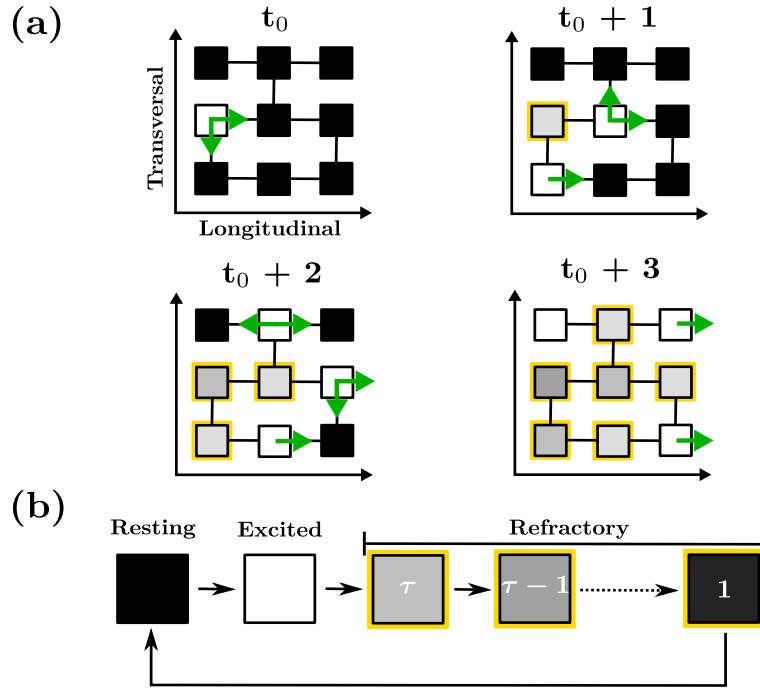 (a)
t₀
t₀ + 1
Transversal
Longitudinal
t₀ + 2
t₀ + 3
(b)
Resting
Excited
Refractory
τ
τ − 1
1